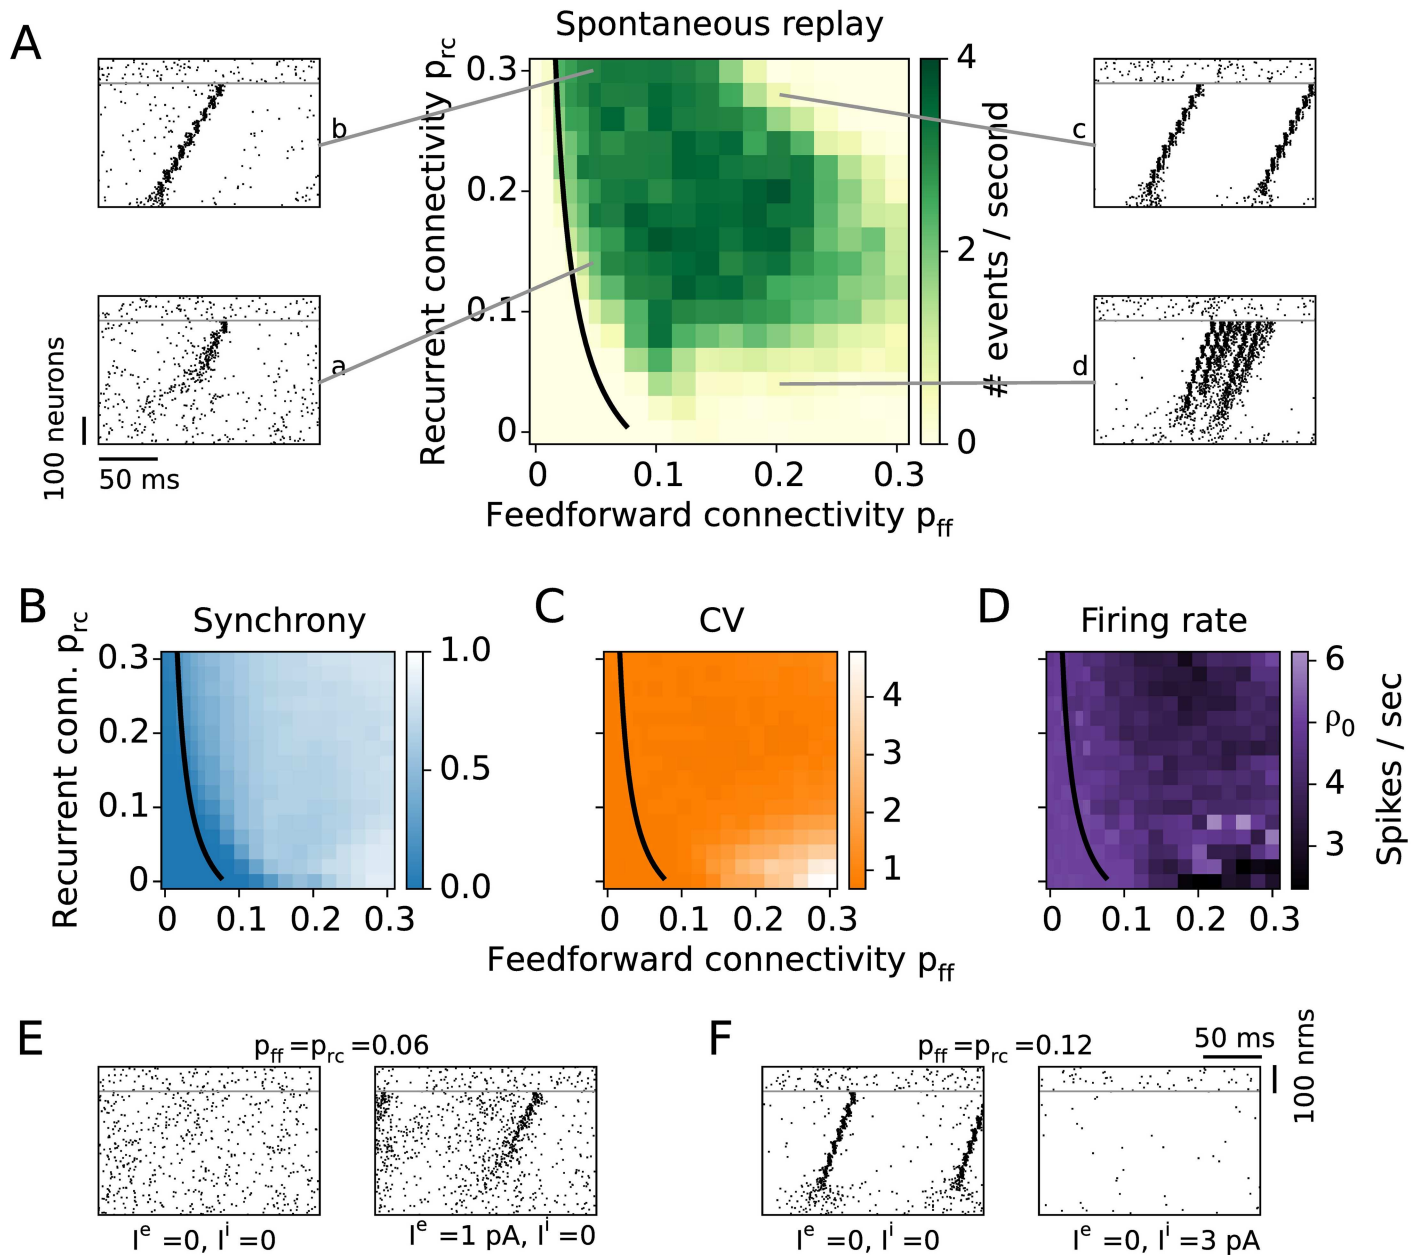 A
Spontaneous replay
Recurrent connectivity p_rc
0.3
0.2
0.1
0
0
0.1
0.2
0.3
Feedforward connectivity p_ff
4
2
0
# events / second
b
a
c
d
100 neurons
50 ms
B
Synchrony
Recurrent conn. p_rc
0.3
0.2
0.1
0
0
0.1
0.2
0.3
1.0
0.5
0.0
C
CV
0
0.1
0.2
0.3
4
3
2
1
D
Firing rate
0
0.1
0.2
0.3
6
ρ_0
4
3
Spikes / sec
Feedforward connectivity p_ff
E
p_ff =p_rc =0.06
I^e =0, I^i =0
I^e =1 pA, I^i =0
F
p_ff =p_rc =0.12
50 ms
100 nrns
I^e =0, I^i =0
I^e =0, I^i =3 pA